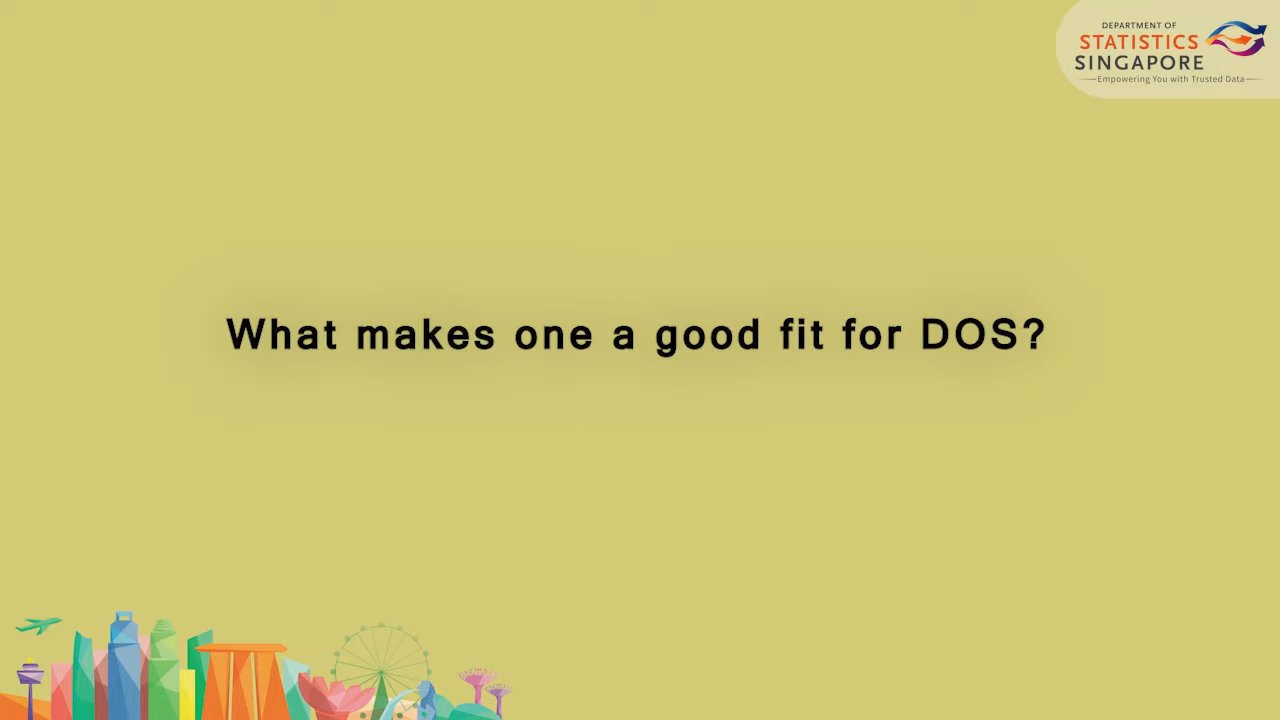 DEPARTMENT OF
STATISTICS
SINGAPORE
Empowering You with Trusted Data
What makes one a good fit for DOS?